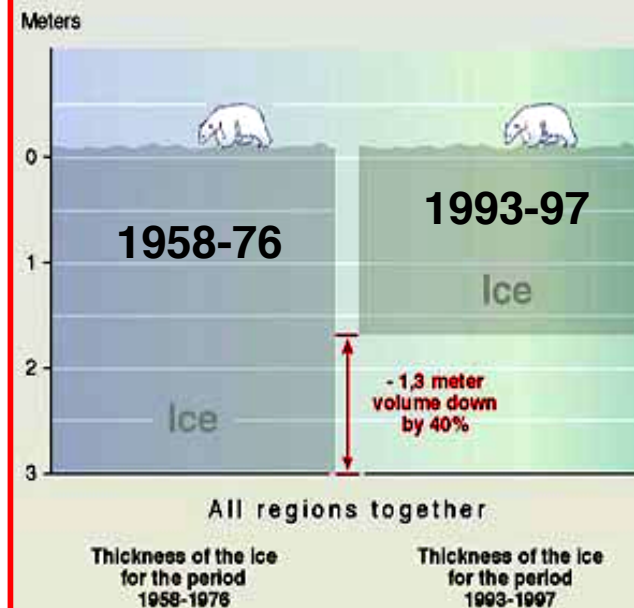 Meters
0
1958-76
1993-97
1
Ice
2
- 1,3 meter
volume down
by 40%
Ice
3
All regions together
Thickness of the ice
for the period
1958-1976
Thickness of the ice
for the period
1993-1997